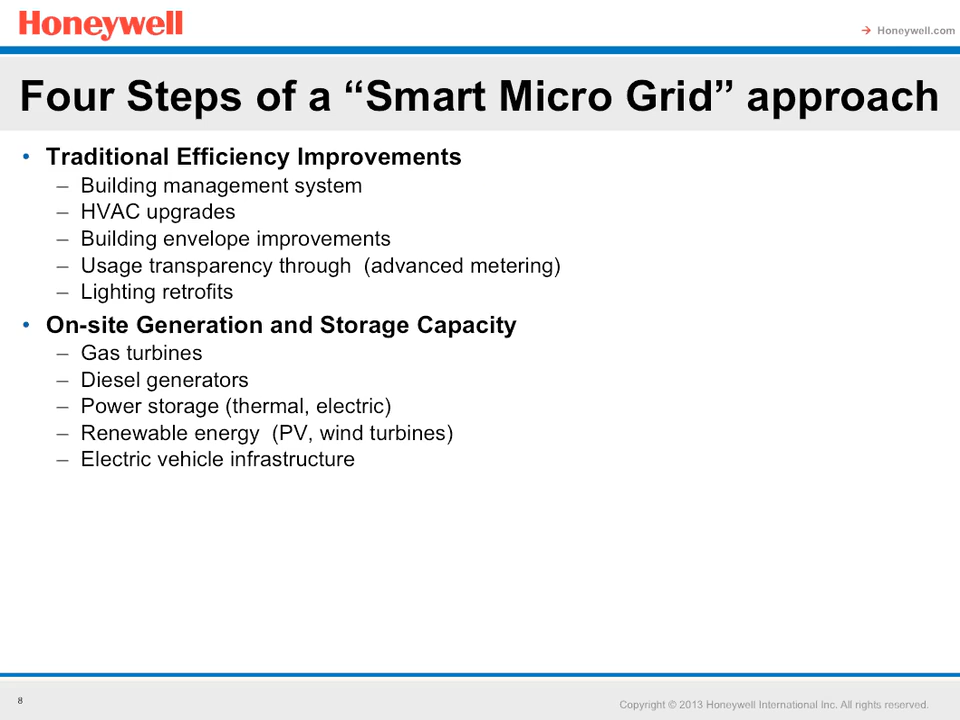 Honeywell
→ Honeywell.com
Four Steps of a “Smart Micro Grid” approach
• Traditional Efficiency Improvements
– Building management system
– HVAC upgrades
– Building envelope improvements
– Usage transparency through  (advanced metering)
– Lighting retrofits
• On-site Generation and Storage Capacity
– Gas turbines
– Diesel generators
– Power storage (thermal, electric)
– Renewable energy  (PV, wind turbines)
– Electric vehicle infrastructure
8
Copyright © 2013 Honeywell International Inc. All rights reserved.